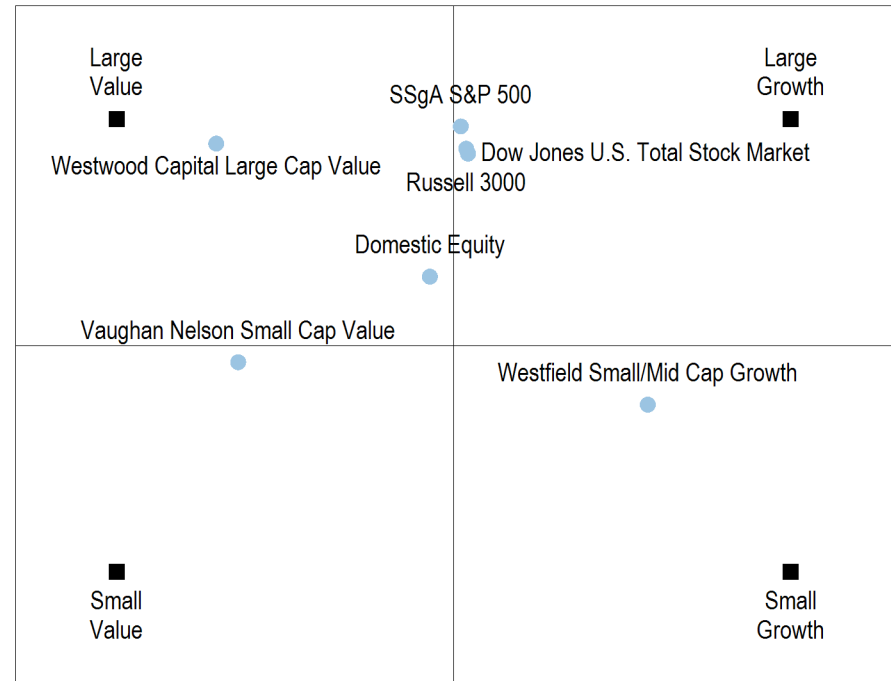 Large
Value
Large
Growth
SSgA S&P 500
Westwood Capital Large Cap Value
Dow Jones U.S. Total Stock Market
Russell 3000
Domestic Equity
Vaughan Nelson Small Cap Value
Westfield Small/Mid Cap Growth
Small
Value
Small
Growth